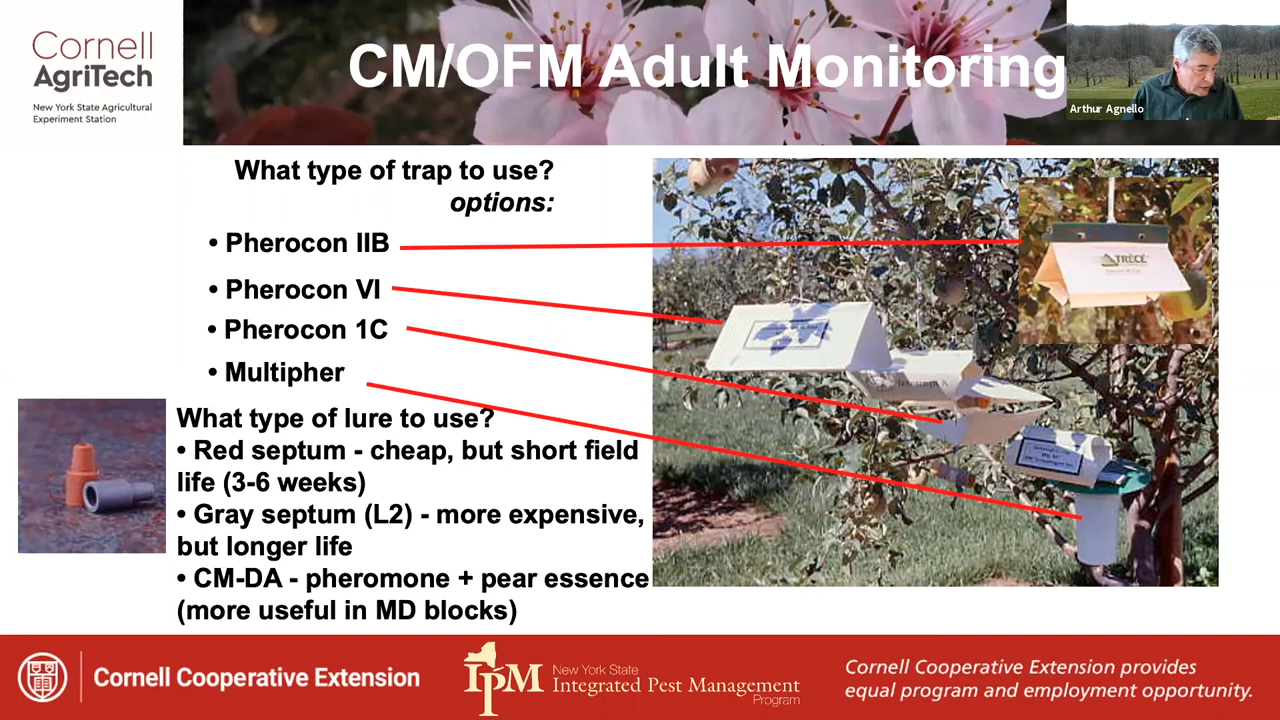 Cornell
AgriTech
New York State Agricultural
Experiment Station
CM/OFM Adult Monitoring
Arthur Agnello
What type of trap to use?
options:
• Pherocon IIB
• Pherocon VI
• Pherocon 1C
• Multipher
TRÉCÉ
What type of lure to use?
• Red septum - cheap, but short field
life (3-6 weeks)
• Gray septum (L2) - more expensive,
but longer life
• CM-DA - pheromone + pear essence
(more useful in MD blocks)
Cornell Cooperative Extension
IPM
New York State
Integrated Pest Management
Program
Cornell Cooperative Extension provides
equal program and employment opportunity.